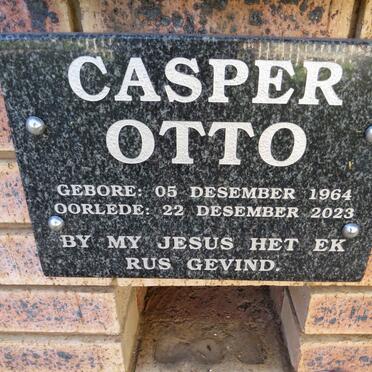 CASPER
OTTO
GEBORE: 05 DESEMBER 1964
OORLEDE: 22 DESEMBER 2023
BY MY JESUS HET EK
RUS GEVIND.